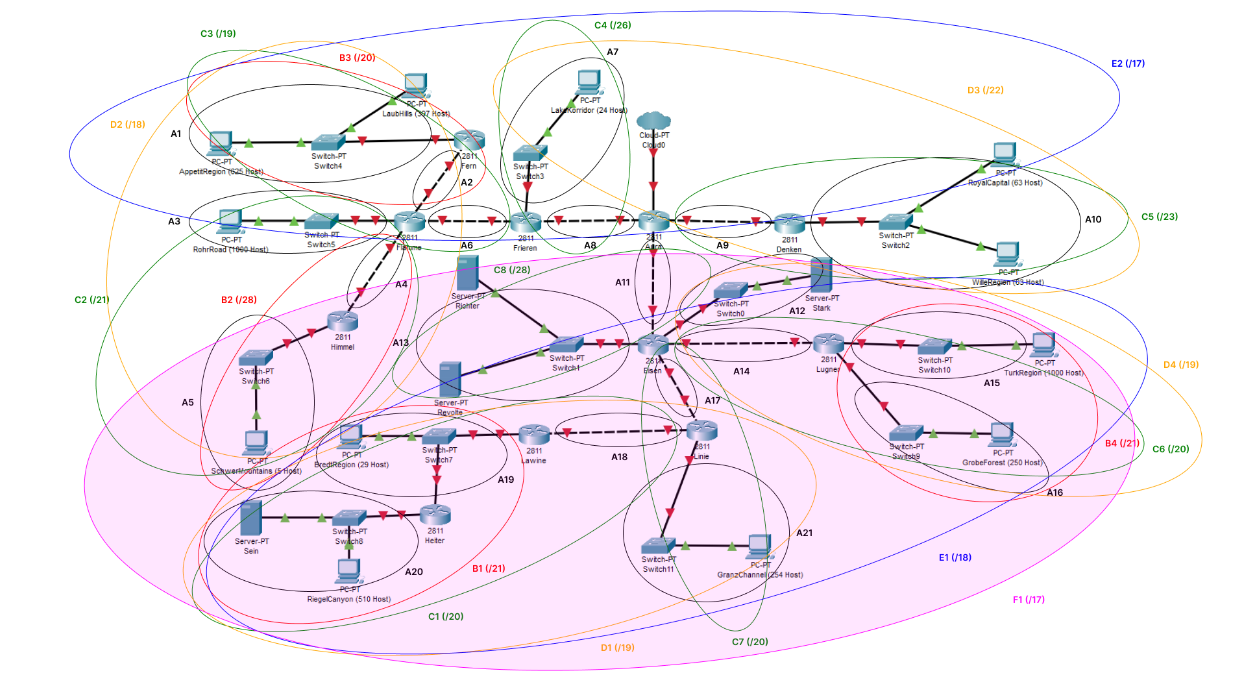 C3 (/19)
C4 (/26)
A7
B3 (/20)
E2 (/17)
D3 (/22)
PC-PT
LaubHills (397 Host)
PC-PT
LakeKorridor (24 Host)
D2 (/18)
A1
Cloud-PT
Cloud0
PC-PT
AppetitRegion (625 Host)
Switch-PT
Switch4
2811
Fern
Switch-PT
Switch3
PC-PT
RoyalCapital (63 Host)
A2
A3
PC-PT
RohrRoad (1000 Host)
Switch-PT
Switch5
2811
Flamme
A6
2811
Frieren
A8
A9
2811
Denken
Switch-PT
Switch2
A10
C5 (/23)
PC-PT
WilleRegion (63 Host)
C8 (/28)
A4
Server-PT
Richter
A11
C2 (/21)
B2 (/28)
Switch-PT
Switch0
Server-PT
Stark
A12
2811
Himmel
A13
Switch-PT
Switch1
Eisen
A14
2811
Lugner
Switch-PT
Switch10
PC-PT
TurkRegion (1000 Host)
A15
D4 (/19)
Switch-PT
Switch6
A5
Server-PT
Revolte
A17
PC-PT
SchwerMountains (5 Host)
PC-PT
BredtRegion (29 Host)
Switch-PT
Switch7
2811
Lawine
A18
2811
Linie
Switch-PT
Switch9
PC-PT
GrobeForest (250 Host)
B4 (/21)
C6 (/20)
A19
A16
Server-PT
Sein
Switch-PT
Switch8
2811
Heiter
A21
Switch-PT
Switch11
PC-PT
GranzChannel (254 Host)
A20
B1 (/21)
E1 (/18)
PC-PT
RiegelCanyon (510 Host)
F1 (/17)
C1 (/20)
C7 (/20)
D1 (/19)